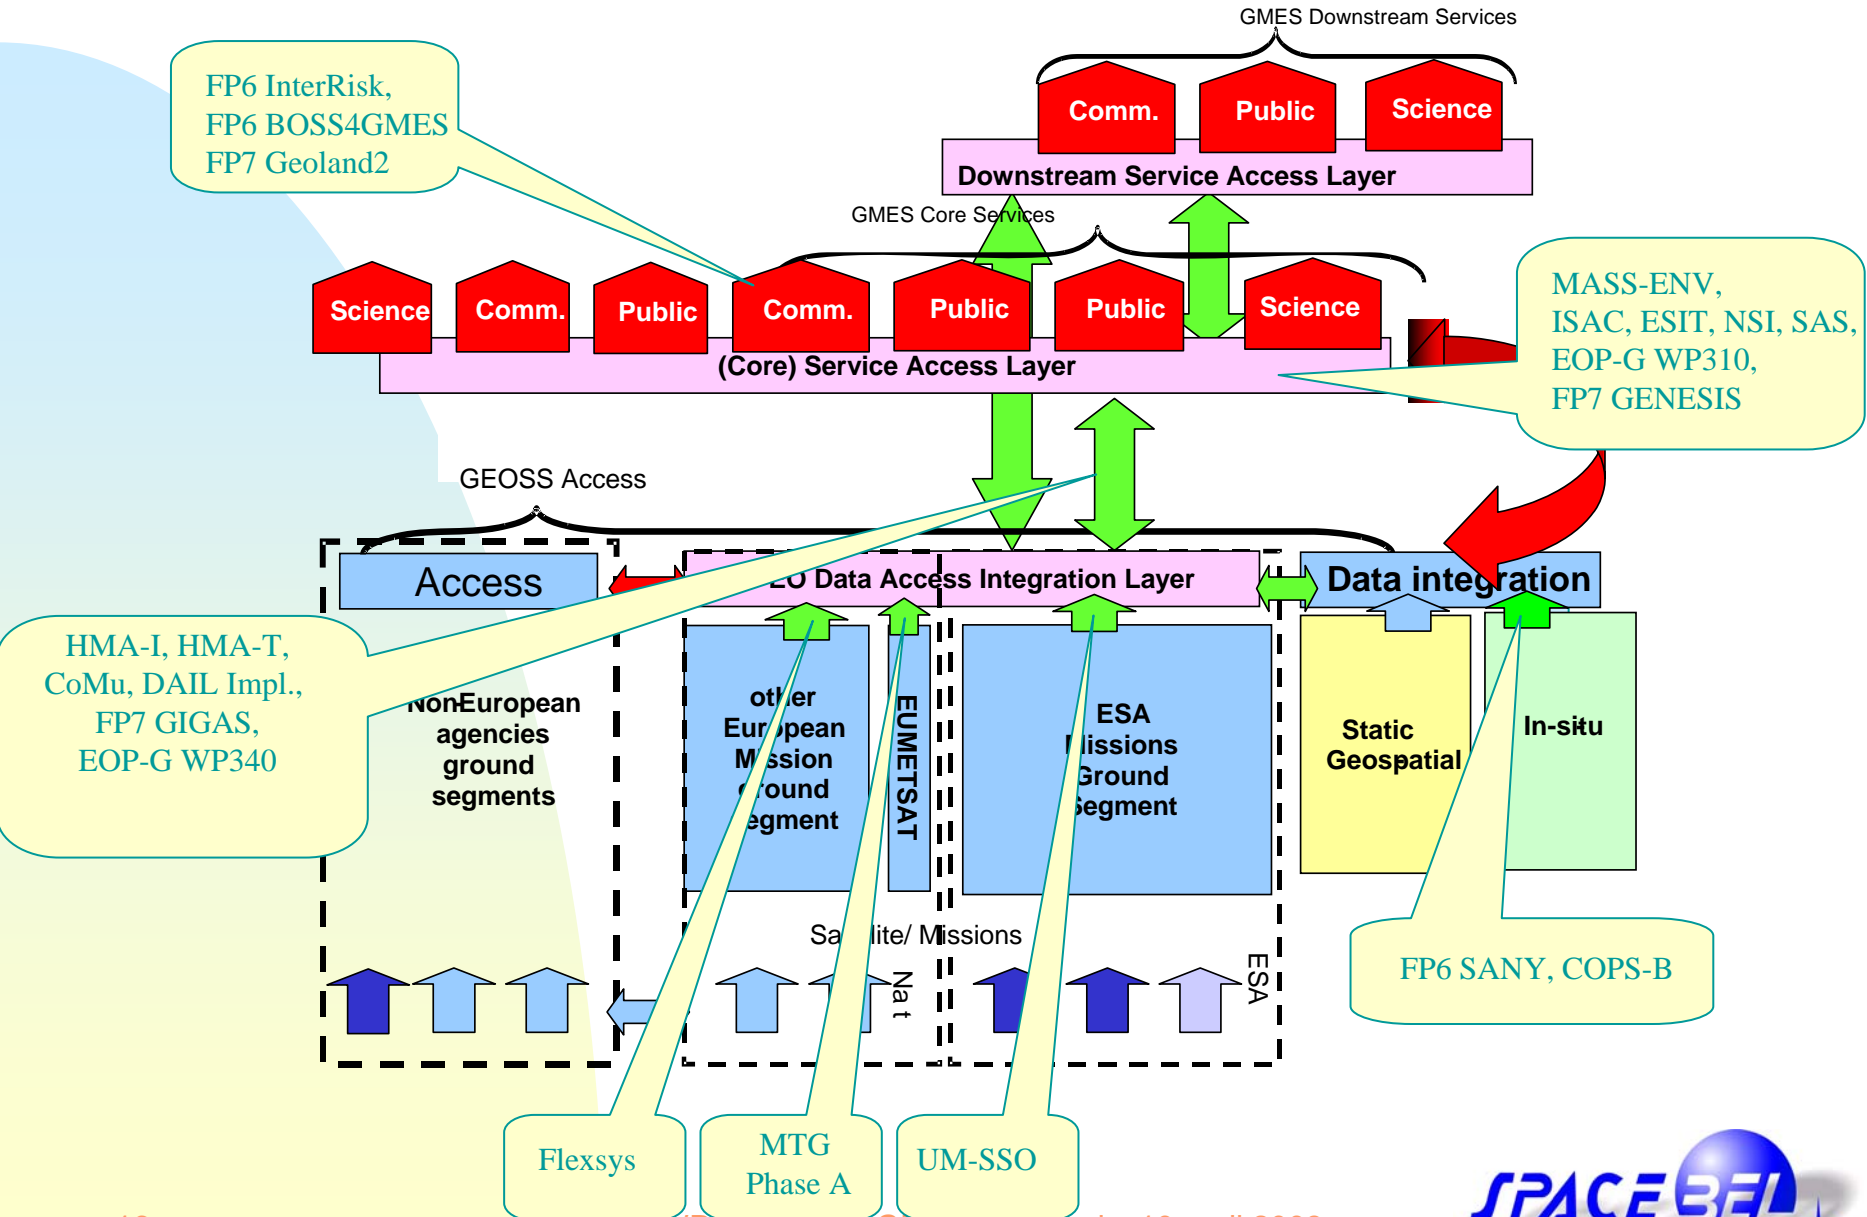 GMES Downstream Services
FP6 InterRisk,
FP6 BOSS4GMES
FP7 Geoland2
Comm.
Public
Science
Downstream Service Access Layer
GMES Core Services
Science
Comm.
Public
Comm.
Public
Public
Science
(Core) Service Access Layer
MASS-ENV,
ISAC, ESIT, NSI, SAS,
EOP-G WP310,
FP7 GENESIS
GEOSS Access
Access
EO Data Access Integration Layer
Data integration
HMA-I, HMA-T,
CoMu, DAIL Impl.,
FP7 GIGAS,
EOP-G WP340
Non-European
agencies
ground
segments
other
European
Mission
ground
segment
EUMETSAT
ESA
Missions
Ground
Segment
Static
Geospatial
In-situ
Satellite/ Missions
Nat
ESA
FP6 SANY, COPS-B
Flexsys
MTG
Phase A
UM-SSO
SPACEBEL